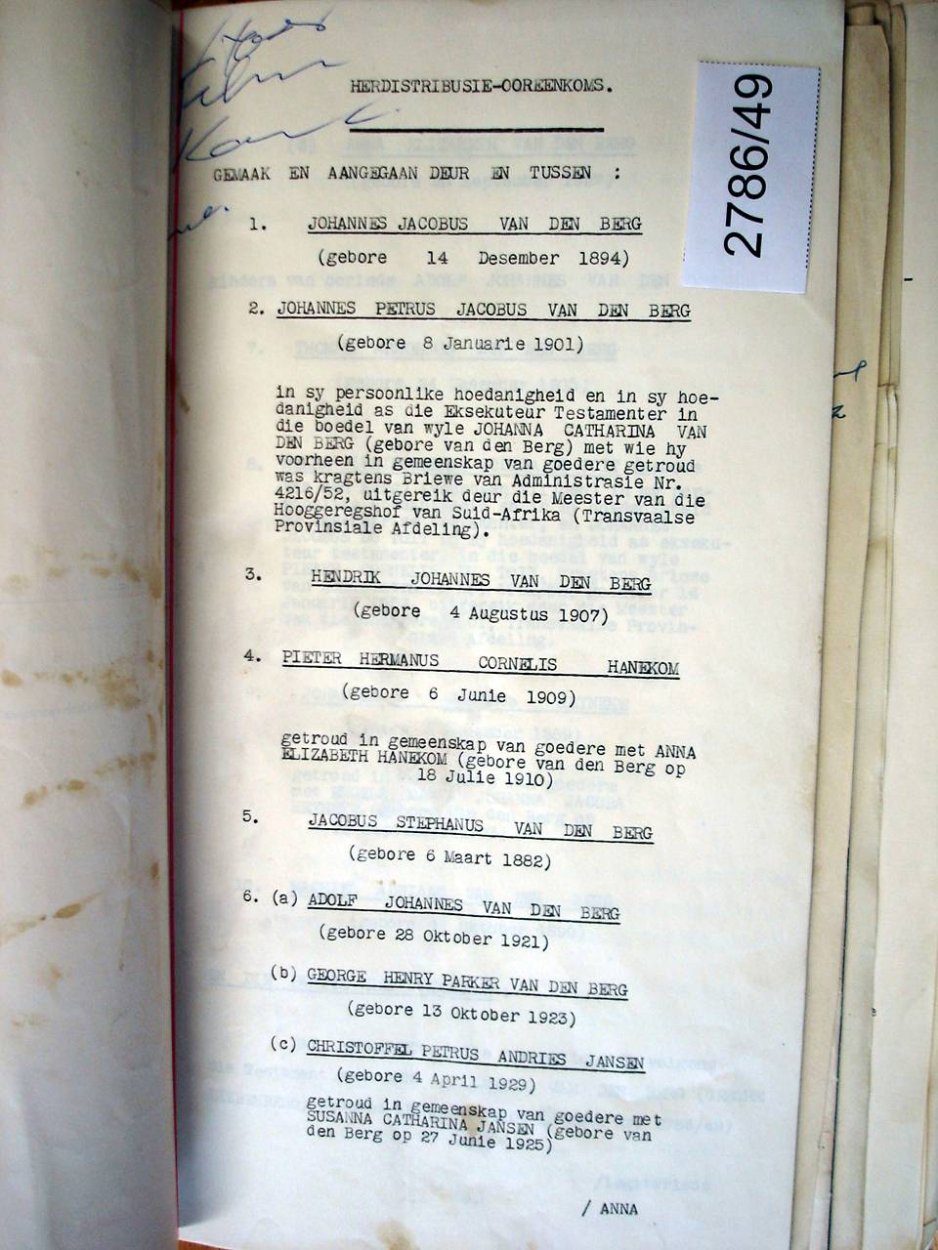 HERDISTRIBUSIE-OOREENKOMS.
2786/49
GEMAAK EN AANGEGAAN DEUR EN TUSSEN :
1. JOHANNES JACOBUS VAN DEN BERG
(gebore 14 Desember 1894)
2. JOHANNES PETRUS JACOBUS VAN DEN BERG
(gebore 8 Januarie 1901)
in sy persoonlike hoedanigheid en in sy hoe-
danigheid as die Eksekuteur Testamenter in
die boedel van wyle JOHANNA CATHARINA VAN
DEN BERG (gebore van den Berg) met wie hy
voorheen in gemeenskap van goedere getroud
was kragtens Briewe van Administrasie Nr.
4216/52, uitgereik deur die Meester van die
Hooggeregshof van Suid-Afrika (Transvaalse
Provinsiale Afdeling).
3. HENDRIK JOHANNES VAN DEN BERG
(gebore 4 Augustus 1907)
4. PIETER HERMANUS CORNELIS HANEKOM
(gebore 6 Junie 1909)
getroud in gemeenskap van goedere met ANNA
ELIZABETH HANEKOM (gebore van den Berg op
18 Julie 1910)
5. JACOBUS STEPHANUS VAN DEN BERG
(gebore 6 Maart 1882)
6. (a) ADOLF JOHANNES VAN DEN BERG
(gebore 28 Oktober 1921)
(b) GEORGE HENRY PARKER VAN DEN BERG
(gebore 13 Oktober 1923)
(c) CHRISTOFFEL PETRUS ANDRIES JANSEN
(gebore 4 April 1929)
getroud in gemeenskap van goedere met
SUSANNA CATHARINA JANSEN (gebore van
den Berg op 27 Junie 1925)
/ ANNA